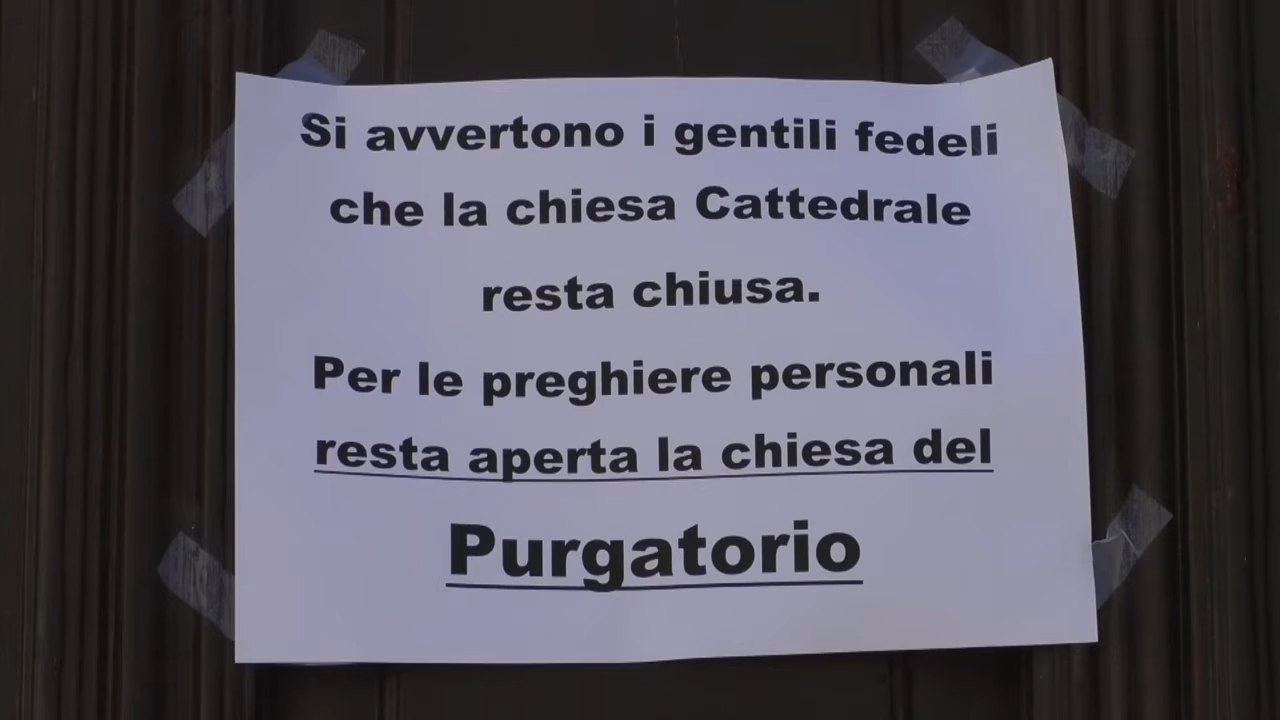 Si avvertono i gentili fedeli
che la chiesa Cattedrale
resta chiusa.
Per le preghiere personali
resta aperta la chiesa del
Purgatorio